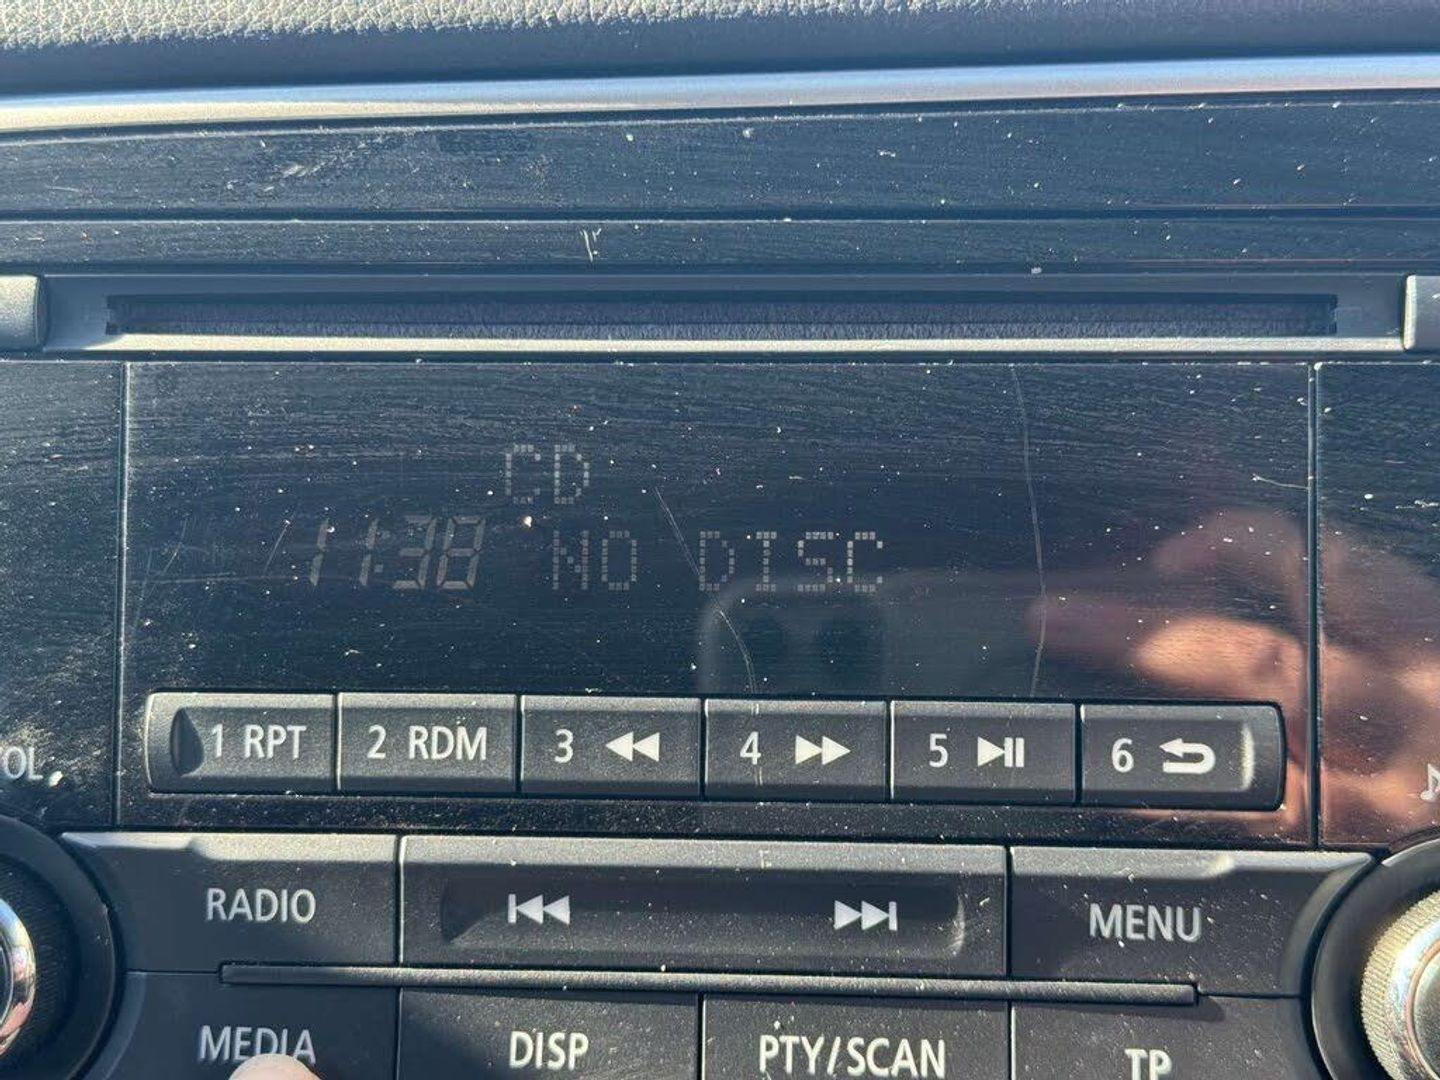 CD
11:38 NO DISC
1 RPT 2 RDM 3 4 5 6
OL
RADIO MENU
MEDIA DISP PTY/SCAN TP